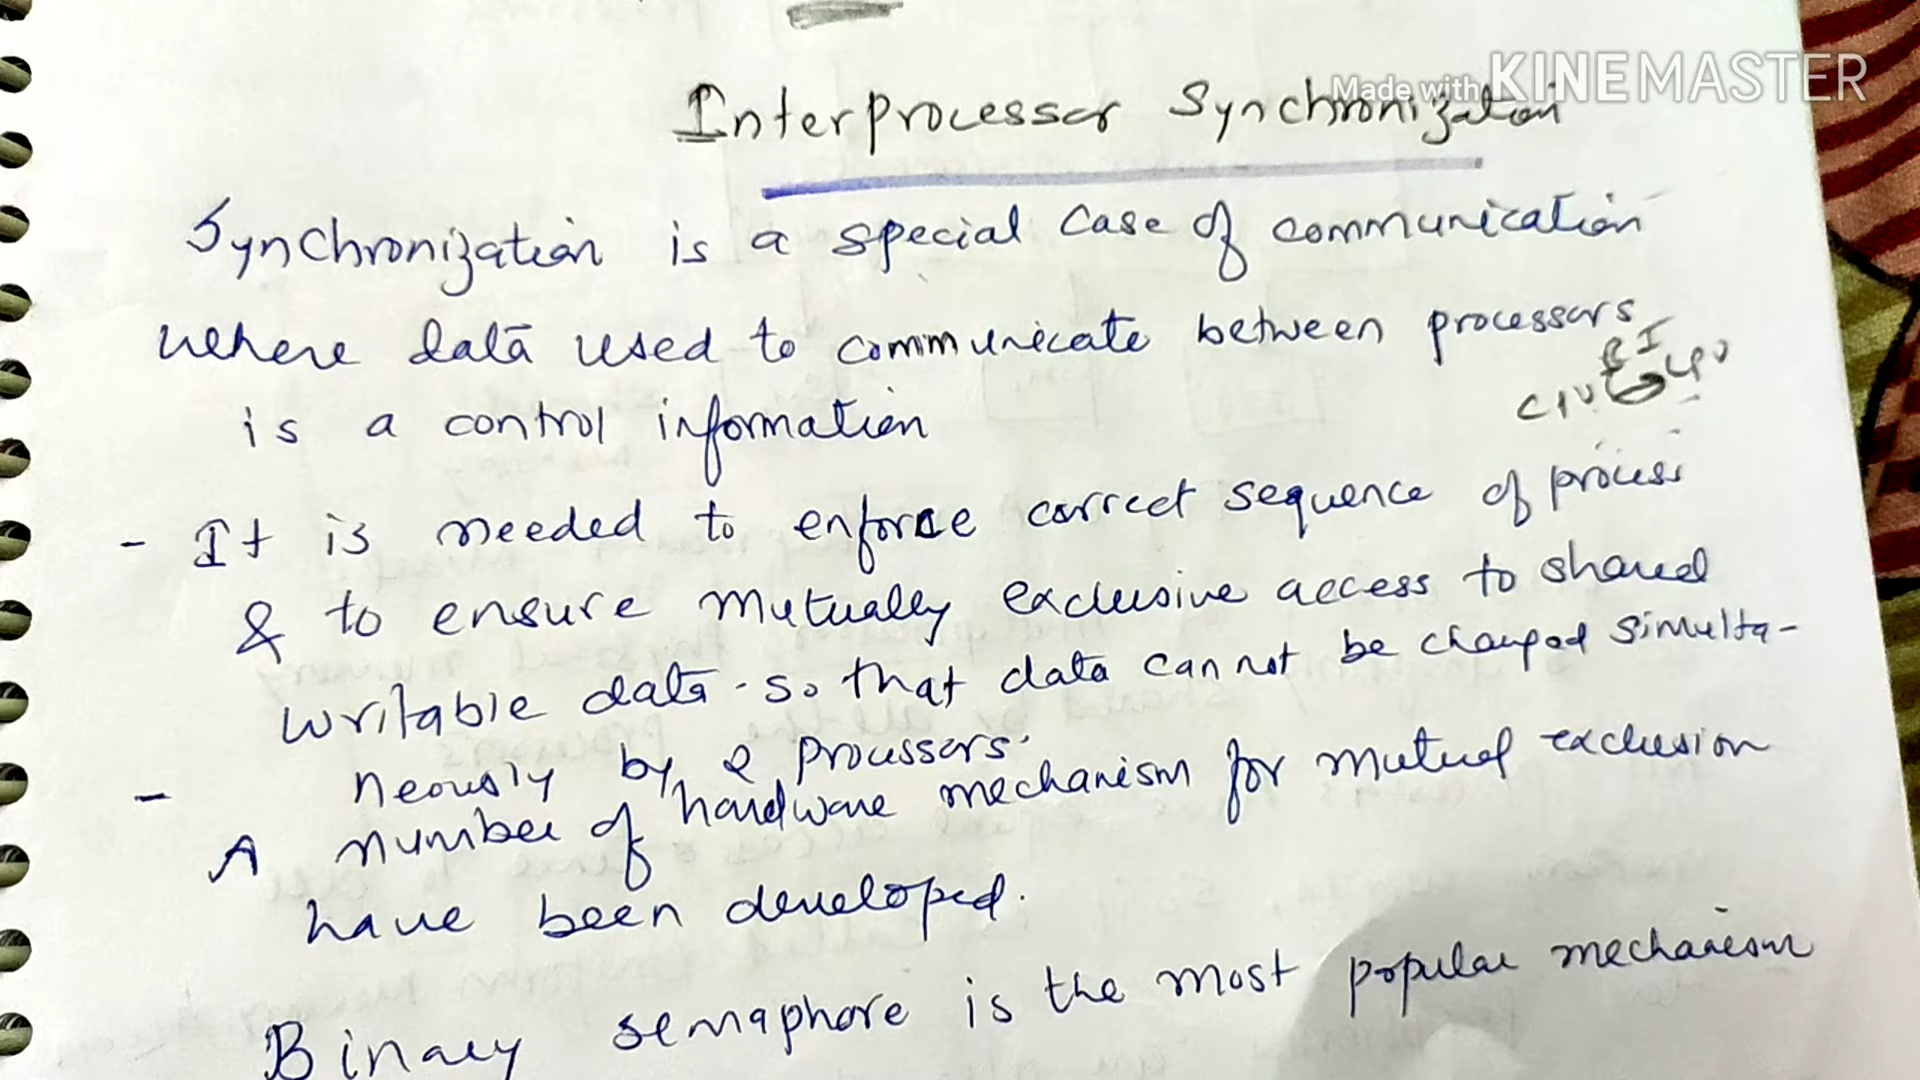 Made with KINEMASTER
Interprocessor Synchronization
Synchronization is a special case of communication
where data used to communicate between processors
is a control information
- It is needed to enforce correct sequence of process
& to ensure mutually exclusive access to shared
writable data. so that data can not be changed simulta-
neously by 2 processors.
- A number of hardware mechanism for mutual exclusion
have been developed.
Binary semaphore is the most popular mechanism